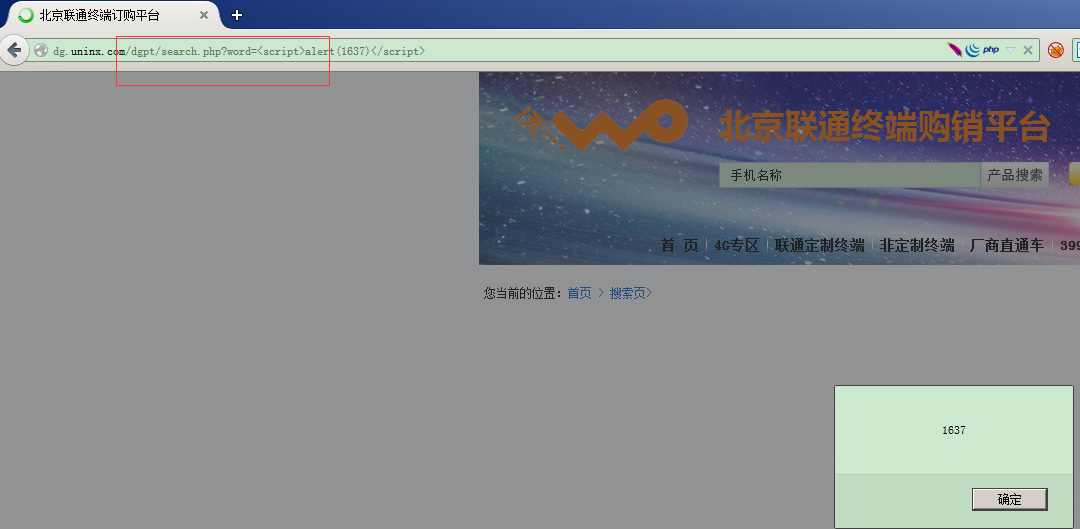 北京联通终端订购平台
dg.uninx.com/dgpt/search.php?word=<script>alert(1637)</script>
php
北京联通终端购销平台
手机名称 产品搜索
首 页 | 4G专区 | 联通定制终端 | 非定制终端 | 厂商直通车 | 399
您当前的位置：首页 > 搜索页>
1637
确定